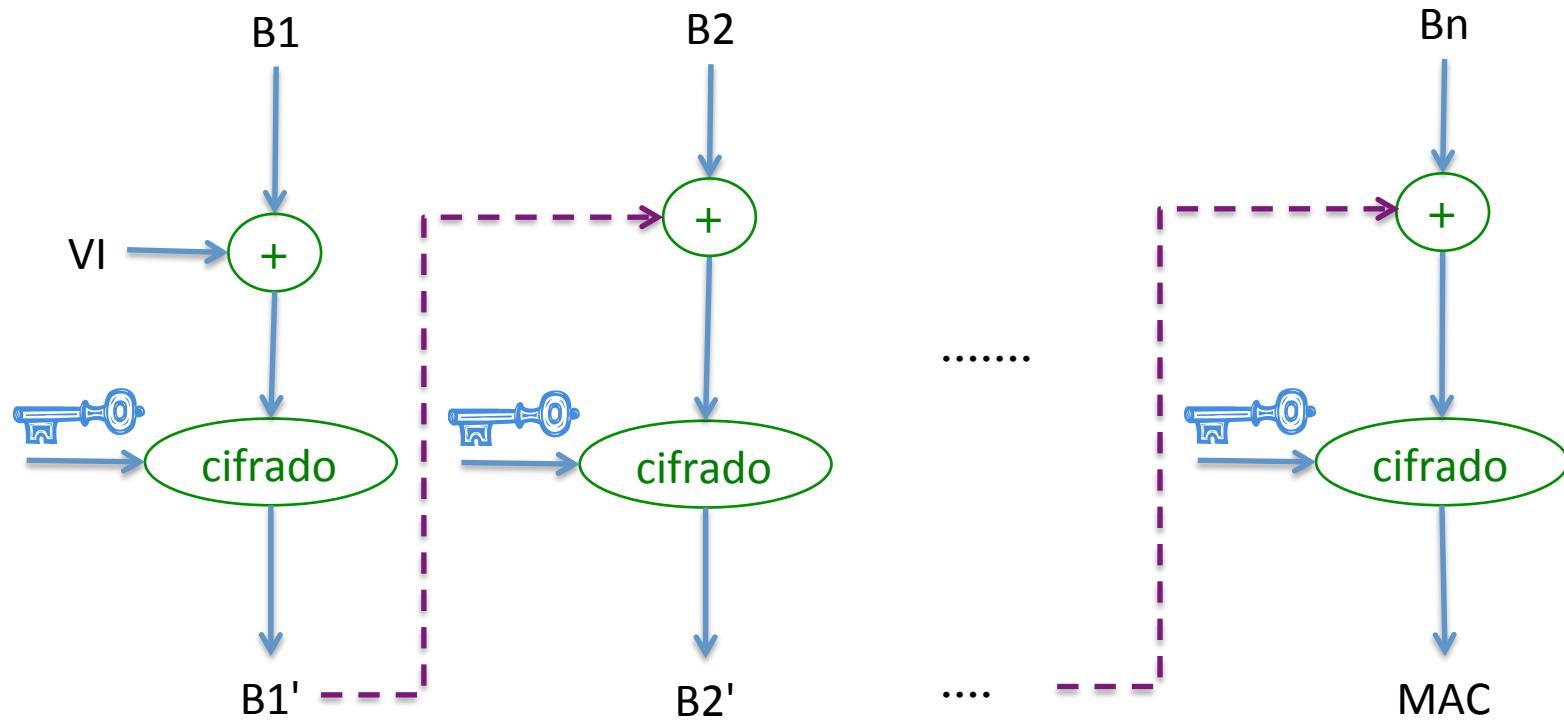 B1 B2 Bn
+ + +
VI
.......
cifrado cifrado cifrado
B1' B2' .... MAC